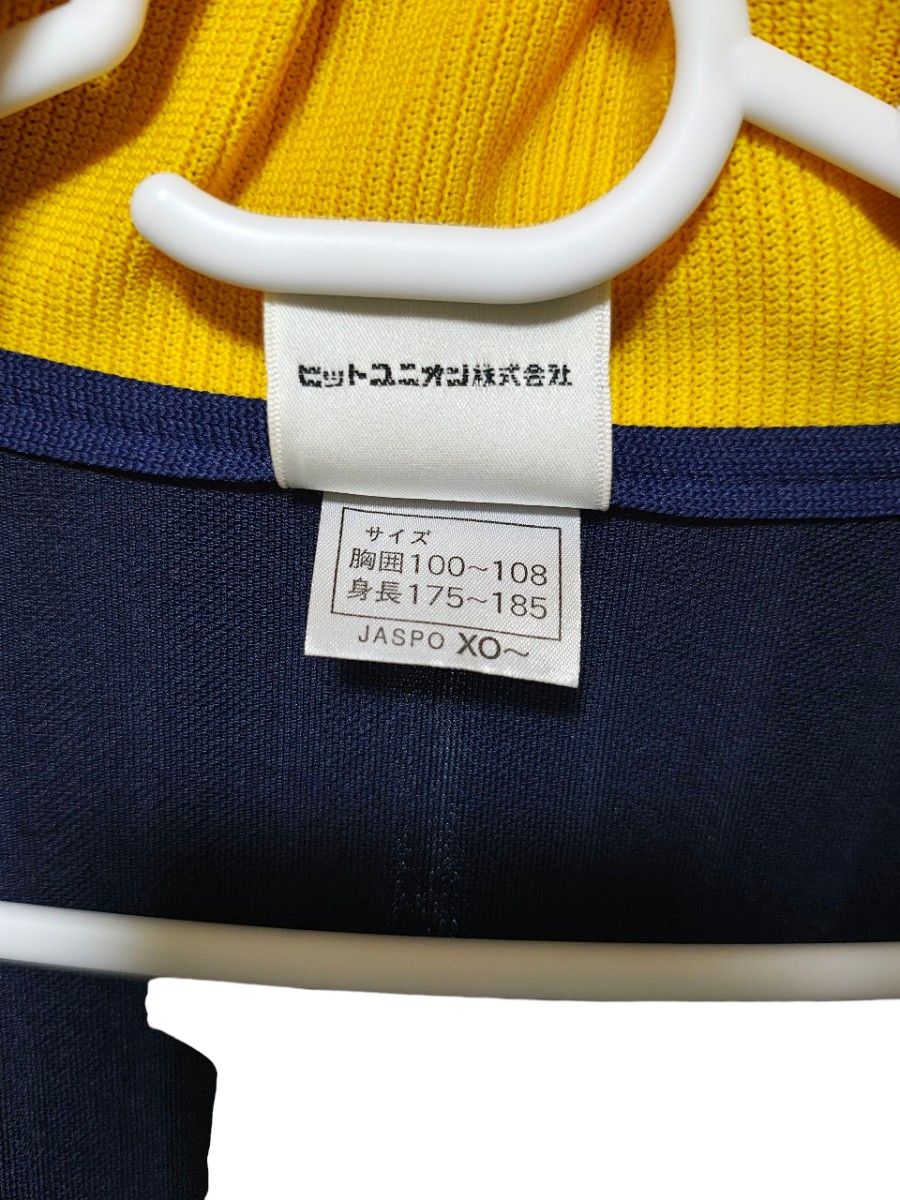 ヒットユニオン株式会社
サイズ
胸囲100～108
身長175～185
JASPO XO～